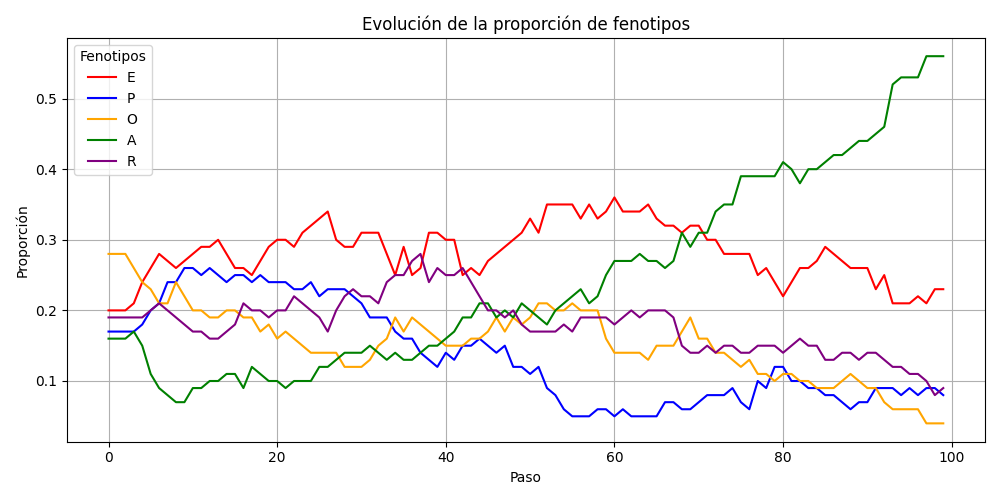 Evolución de la proporción de fenotipos
Fenotipos
E
P
O
A
R
Proporción
0.5
0.4
0.3
0.2
0.1
0 20 40 60 80 100
Paso